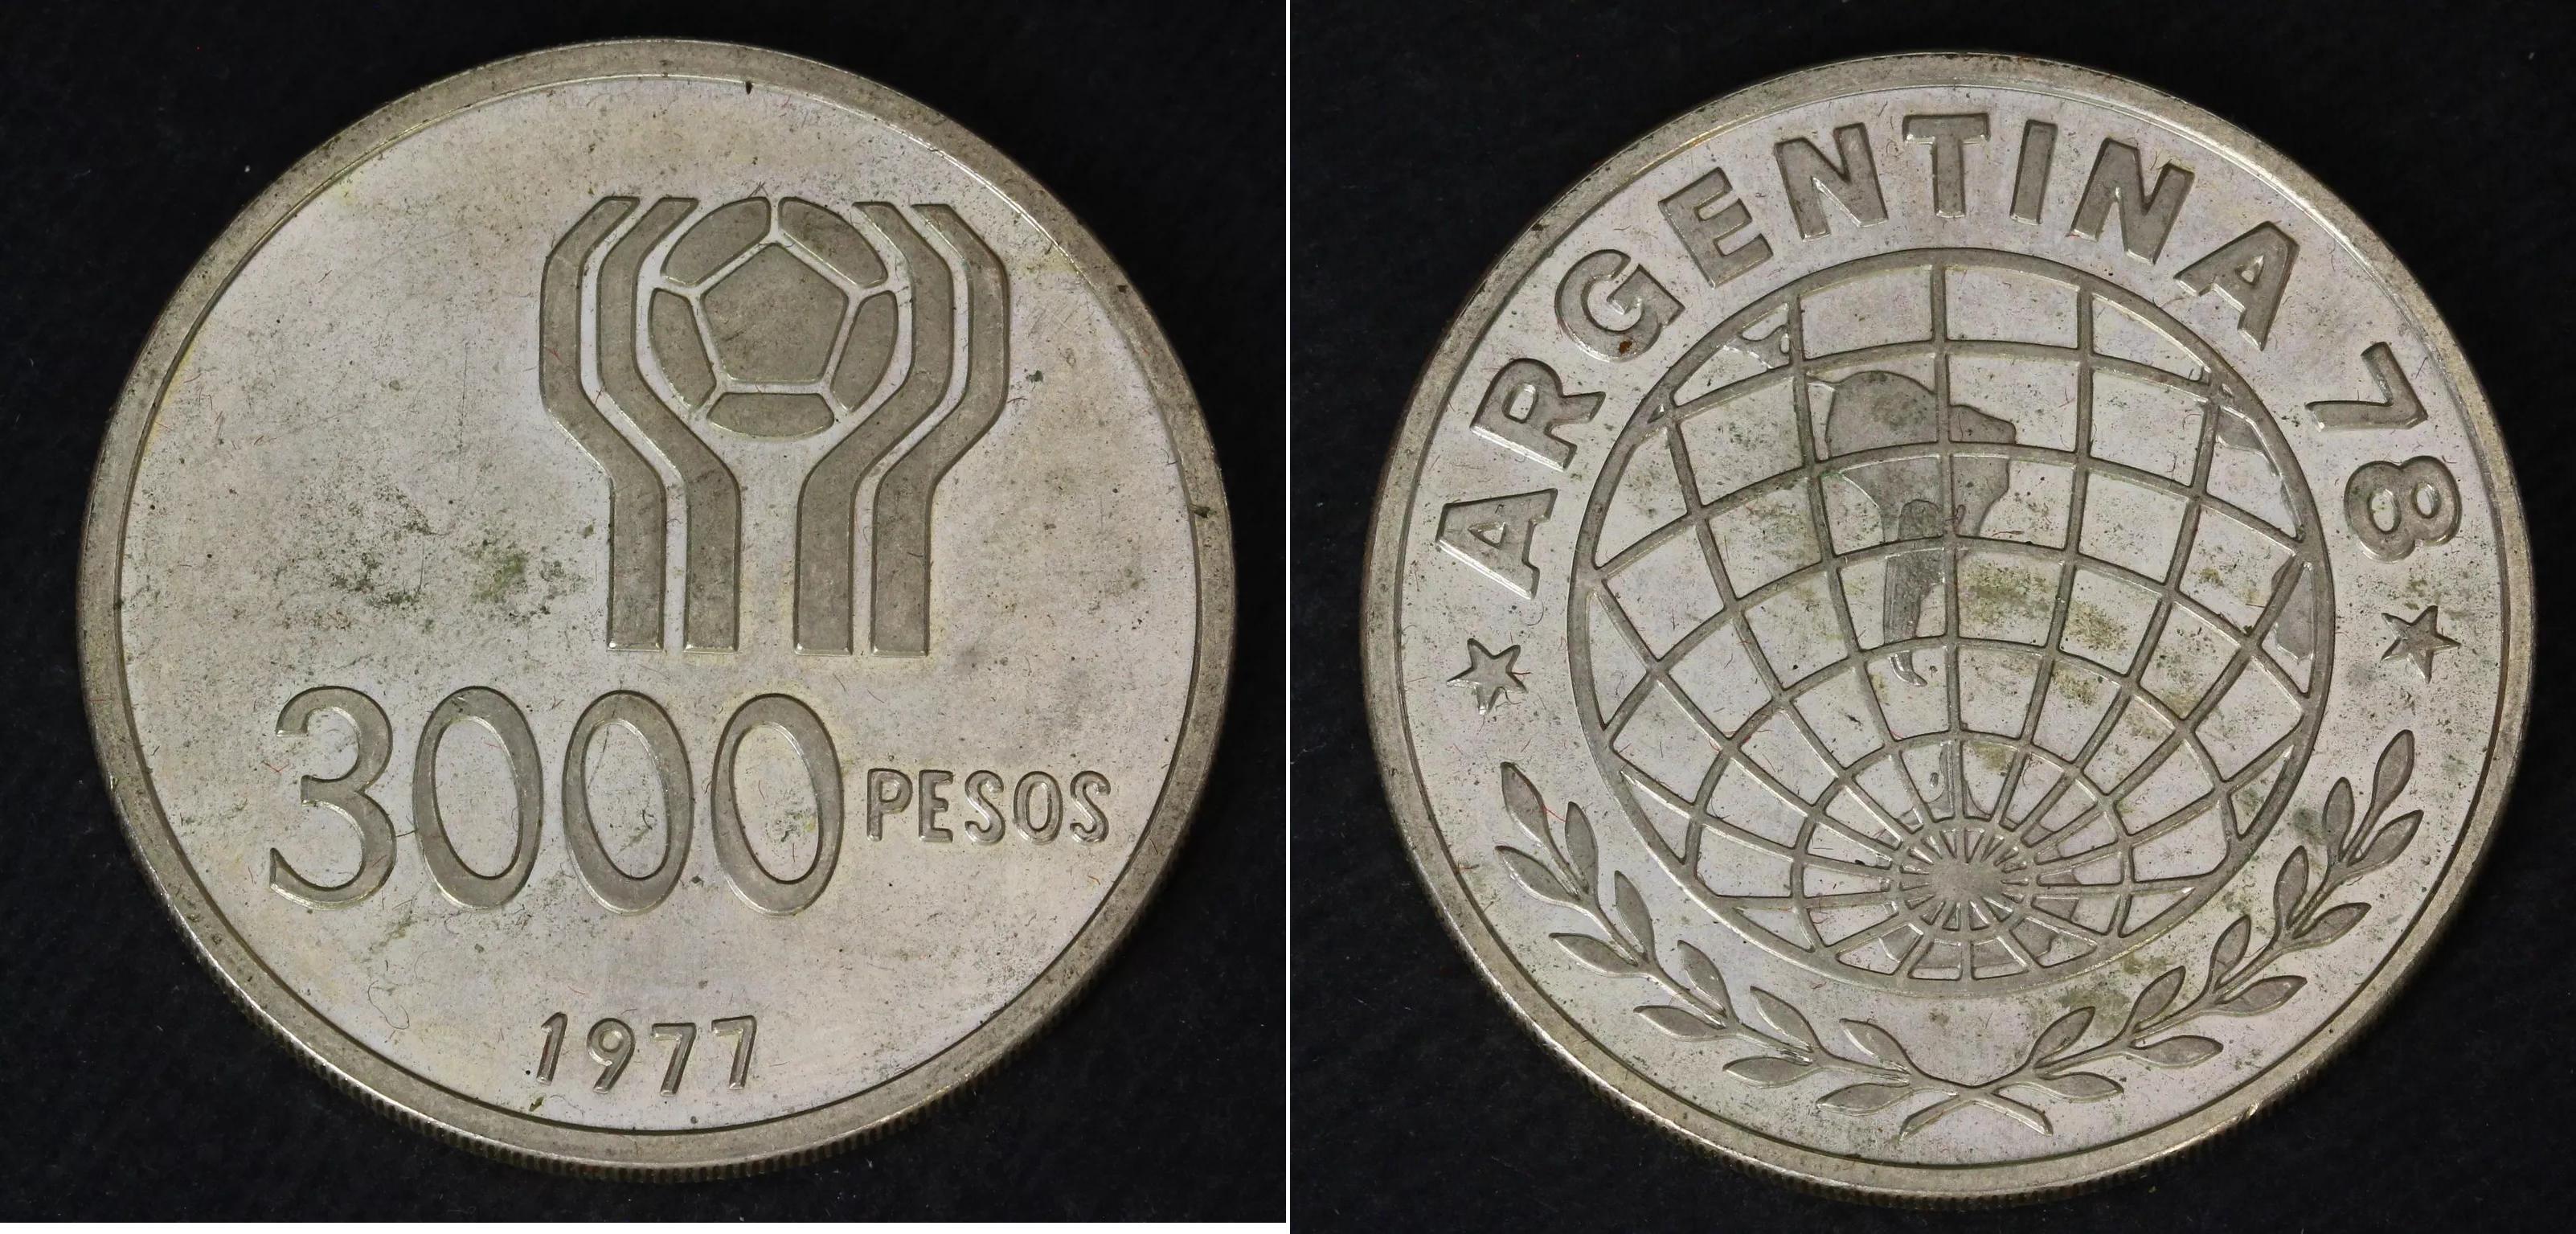 3000 PESOS
1977
ARGENTINA 78